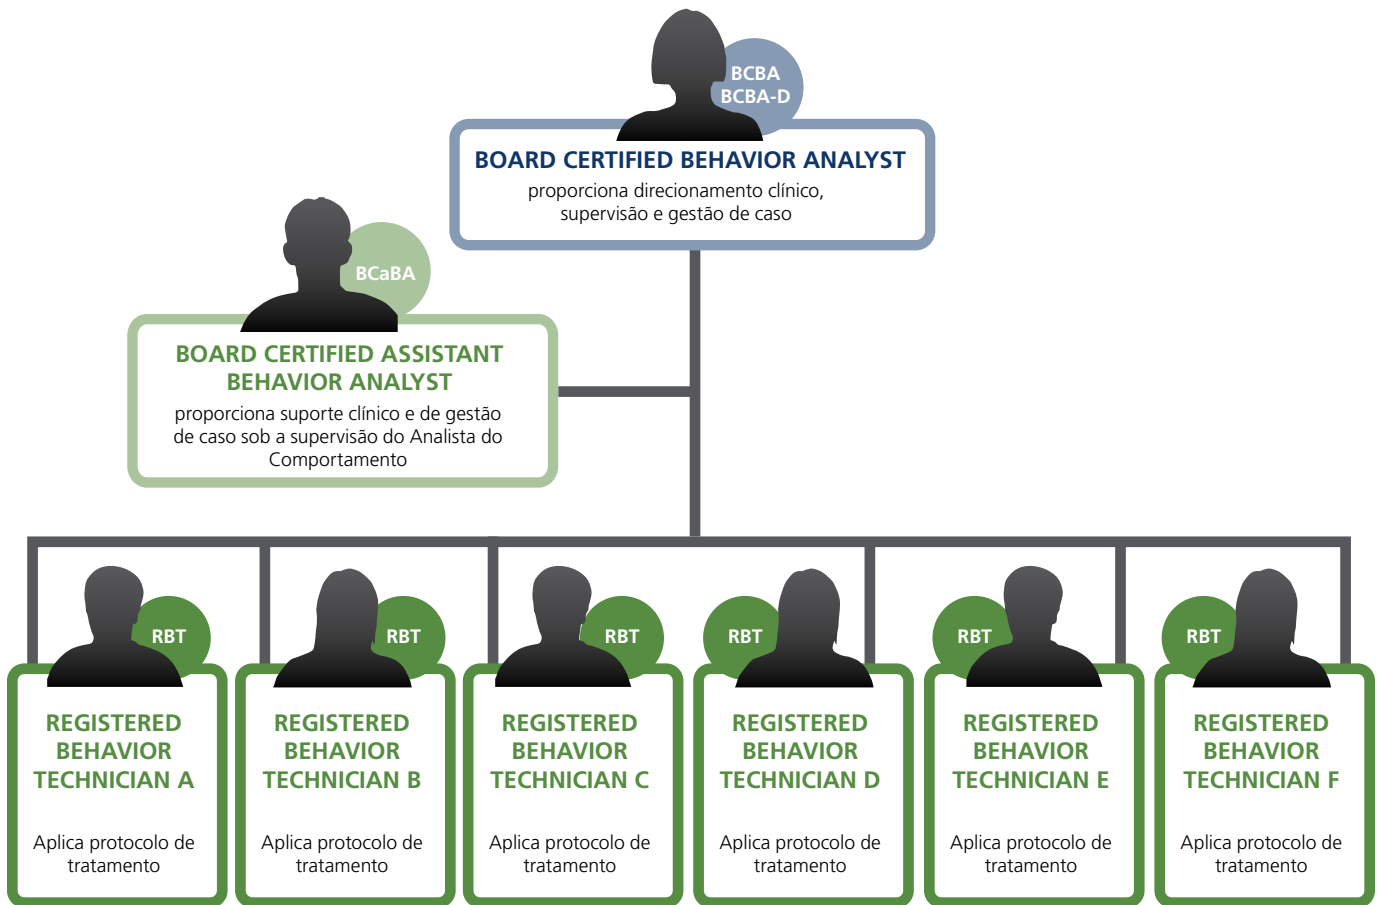 BCBA
BCBA-D
BOARD CERTIFIED BEHAVIOR ANALYST
proporciona direcionamento clínico,
supervisão e gestão de caso
BCaBA
BOARD CERTIFIED ASSISTANT
BEHAVIOR ANALYST
proporciona suporte clínico e de gestão
de caso sob a supervisão do Analista do
Comportamento
RBT
REGISTERED
BEHAVIOR
TECHNICIAN A
Aplica protocolo de
tratamento
RBT
REGISTERED
BEHAVIOR
TECHNICIAN B
Aplica protocolo de
tratamento
RBT
REGISTERED
BEHAVIOR
TECHNICIAN C
Aplica protocolo de
tratamento
RBT
REGISTERED
BEHAVIOR
TECHNICIAN D
Aplica protocolo de
tratamento
RBT
REGISTERED
BEHAVIOR
TECHNICIAN E
Aplica protocolo de
tratamento
RBT
REGISTERED
BEHAVIOR
TECHNICIAN F
Aplica protocolo de
tratamento